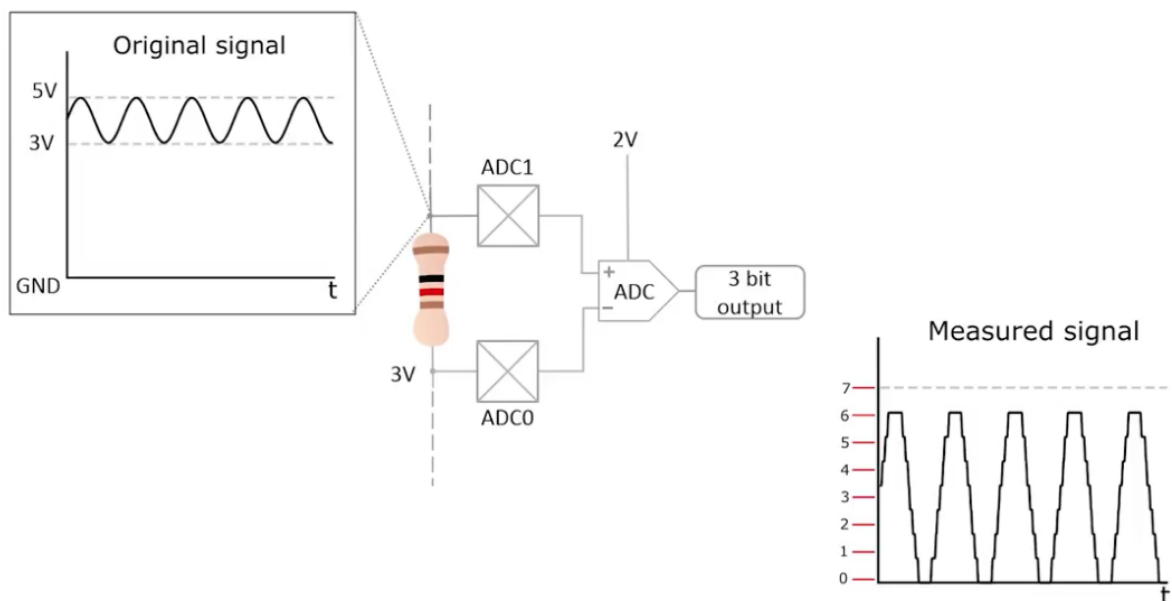 Original signal
5V
3V
GND
t
ADC1
2V
+
ADC
−
3 bit
output
3V
ADC0
Measured signal
7
6
5
4
3
2
1
0
t